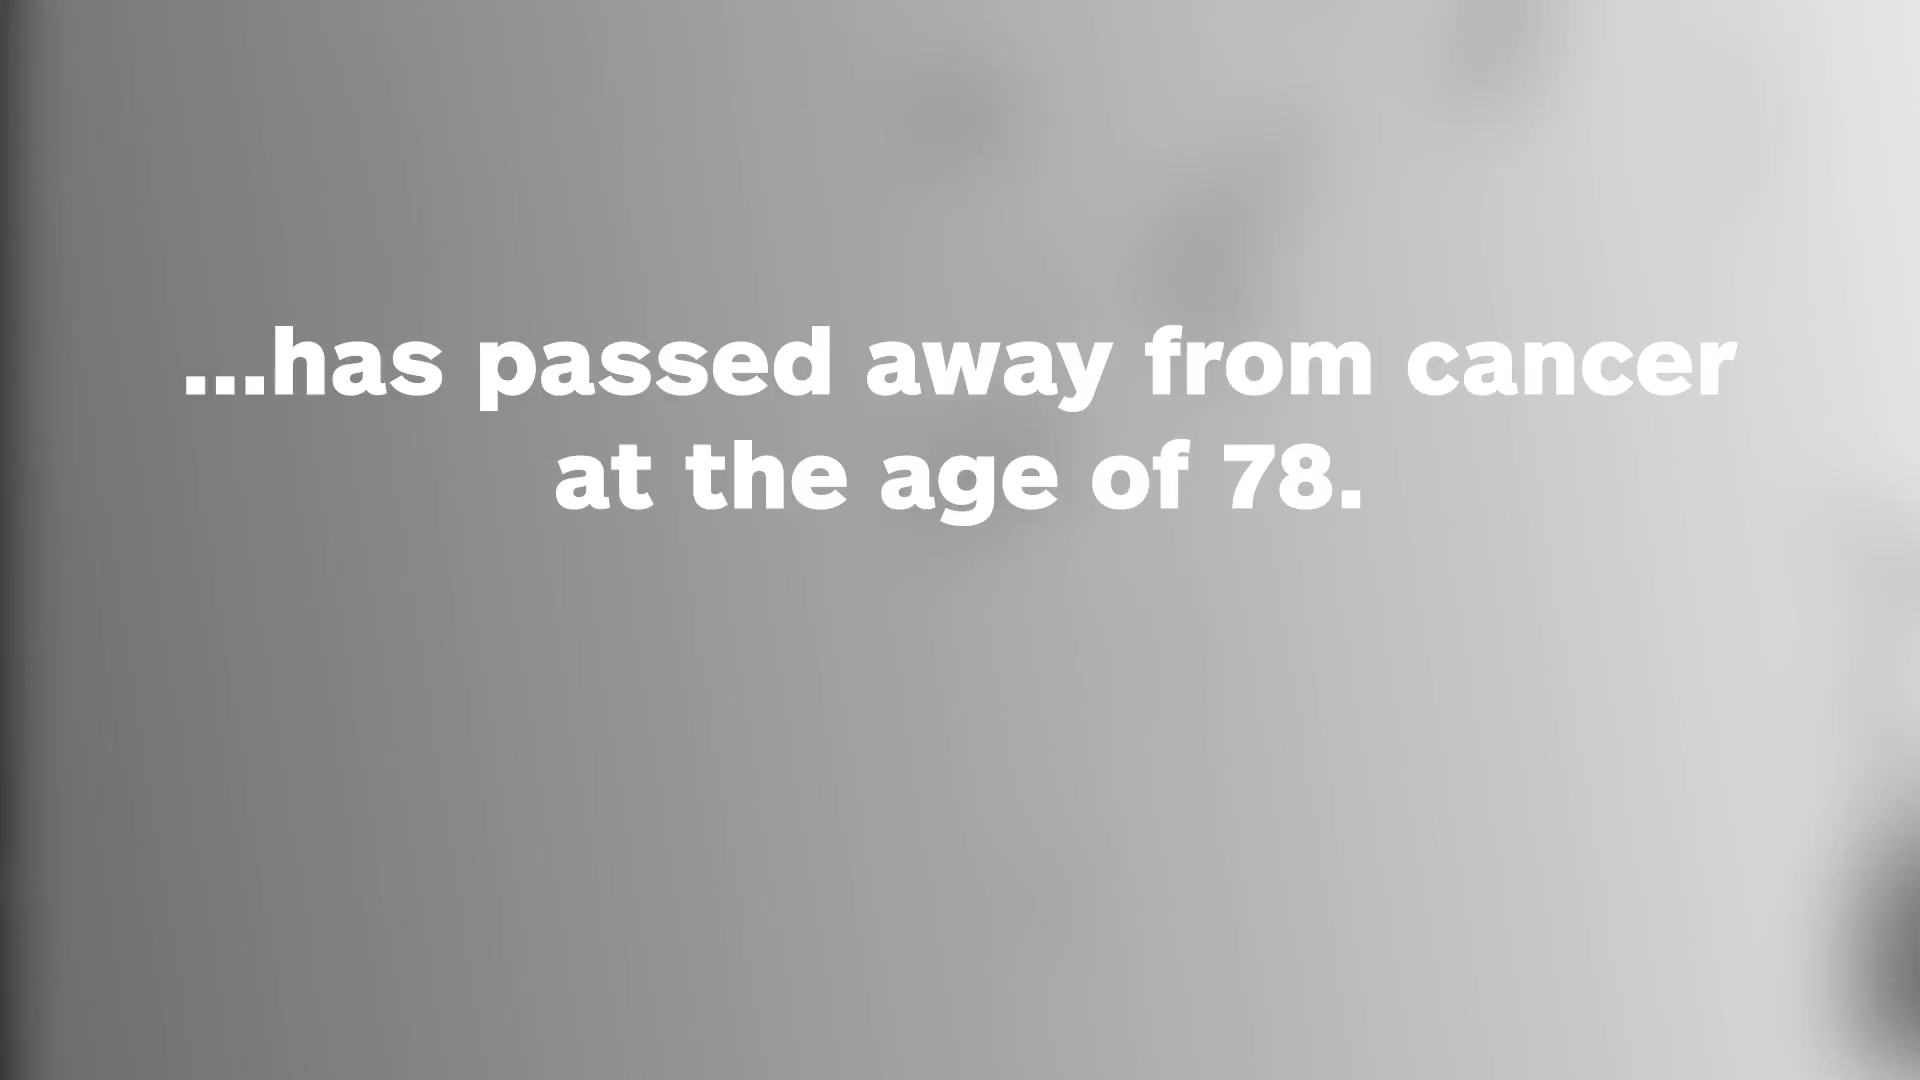 ...has passed away from cancer
at the age of 78.